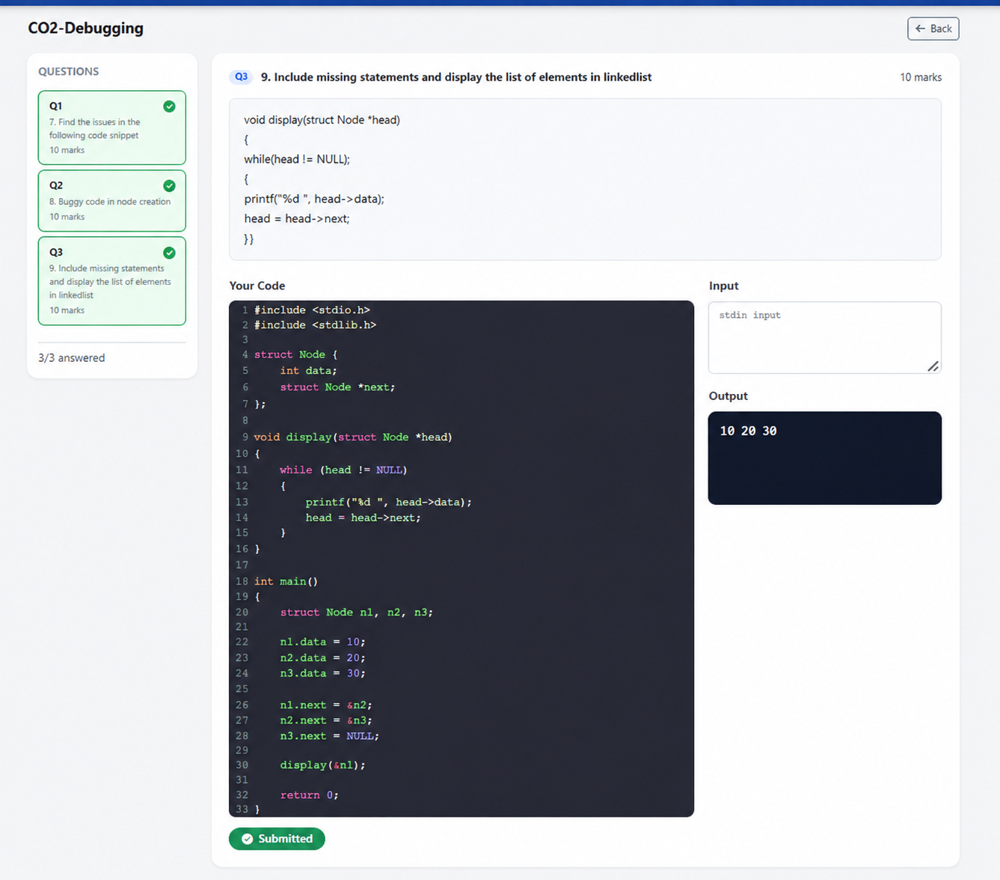 CO2-Debugging
← Back
QUESTIONS
Q1
7. Find the issues in the
following code snippet
10 marks
Q2
8. Buggy code in node creation
10 marks
Q3
9. Include missing statements
and display the list of elements
in linkedlist
10 marks
3/3 answered
Q3 9. Include missing statements and display the list of elements in linkedlist 10 marks
void display(struct Node *head)
{
while(head != NULL);
{
printf("%d ", head->data);
head = head->next;
}}
Your Code
1 #include <stdio.h>
2 #include <stdlib.h>
3
4 struct Node {
5     int data;
6     struct Node *next;
7 };
8
9 void display(struct Node *head)
10 {
11     while (head != NULL)
12     {
13         printf("%d ", head->data);
14         head = head->next;
15     }
16 }
17
18 int main()
19 {
20     struct Node n1, n2, n3;
21
22     n1.data = 10;
23     n2.data = 20;
24     n3.data = 30;
25
26     n1.next = &n2;
27     n2.next = &n3;
28     n3.next = NULL;
29
30     display(&n1);
31
32     return 0;
33 }
Submitted
Input
stdin input
Output
10 20 30